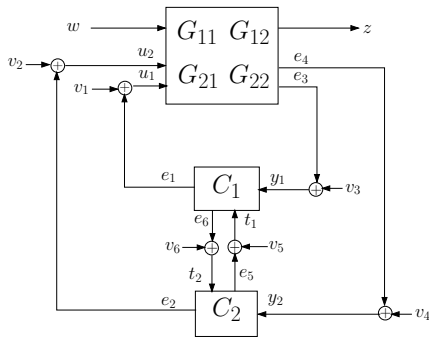 w G₁₁ G₁₂ z
v₂ u₂ e₄
v₁ u₁ G₂₁ G₂₂ e₃
e₁ C₁ y₁ v₃
e₆ t₁
v₆ v₅
t₂ e₅
e₂ C₂ y₂ v₄